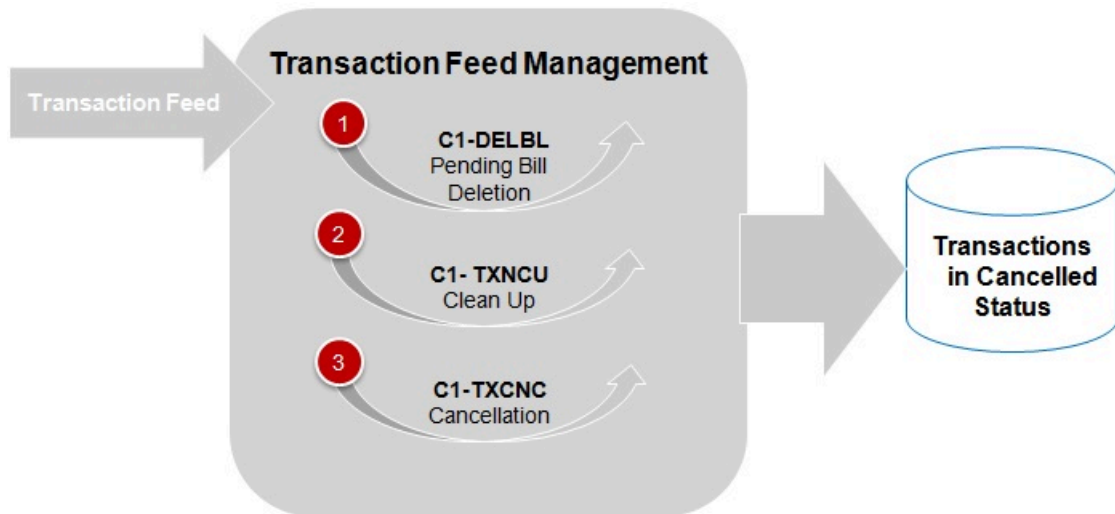 Transaction Feed Management
Transaction Feed
1
C1-DELBL
Pending Bill
Deletion
2
C1- TXNCU
Clean Up
3
C1-TXCNC
Cancellation
Transactions
in Cancelled
Status